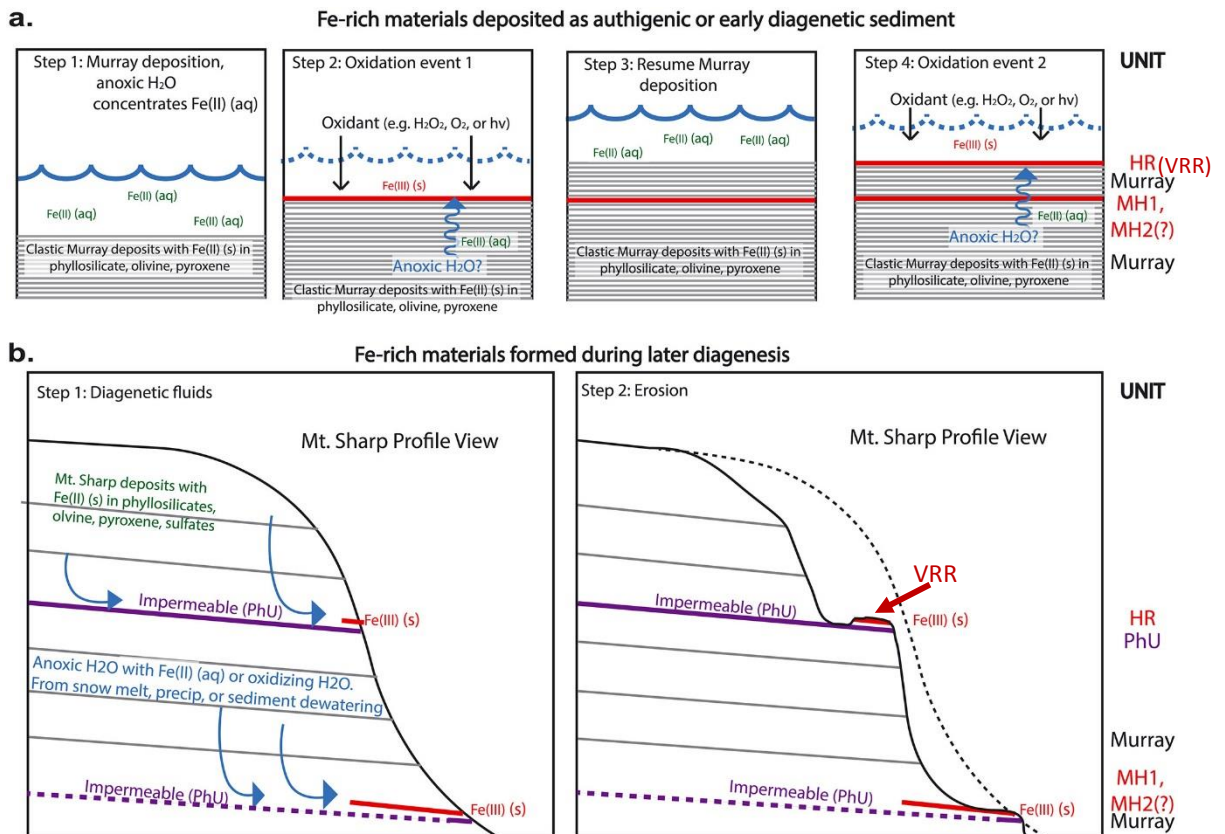 a.
Fe-rich materials deposited as authigenic or early diagenetic sediment
Step 1: Murray deposition,
anoxic H₂O
concentrates Fe(II) (aq)
Fe(II) (aq)
Fe(II) (aq)
Fe(II) (aq)
Clastic Murray deposits with Fe(II) (s) in
phyllosilicate, olivine, pyroxene
Step 2: Oxidation event 1
Oxidant (e.g. H₂O₂, O₂, or hv)
Fe(III) (s)
Fe(II) (aq)
Anoxic H₂O?
Clastic Murray deposits with Fe(II) (s) in
phyllosilicate, olivine, pyroxene
Step 3: Resume Murray
deposition
Fe(II) (aq)
Fe(II) (aq)
Fe(II) (aq)
Clastic Murray deposits with Fe(II) (s) in
phyllosilicate, olivine, pyroxene
Step 4: Oxidation event 2
Oxidant (e.g. H₂O₂, O₂, or hv)
Fe(III) (s)
Fe(II) (aq)
Anoxic H₂O?
Clastic Murray deposits with Fe(II) (s) in
phyllosilicate, olivine, pyroxene
UNIT
HR (VRR)
Murray
MH1,
MH2(?)
Murray
b.
Fe-rich materials formed during later diagenesis
Step 1: Diagenetic fluids
Mt. Sharp Profile View
Mt. Sharp deposits with
Fe(II) (s) in phyllosilicates,
olvine, pyroxene, sulfates
Impermeable (PhU)
Fe(III) (s)
Anoxic H2O with Fe(II) (aq) or oxidizing H2O.
From snow melt, precip, or sediment dewatering
Impermeable (PhU)
Fe(III) (s)
Step 2: Erosion
Mt. Sharp Profile View
VRR
Impermeable (PhU)
Fe(III) (s)
Impermeable (PhU)
Fe(III) (s)
UNIT
HR
PhU
Murray
MH1,
MH2(?)
Murray